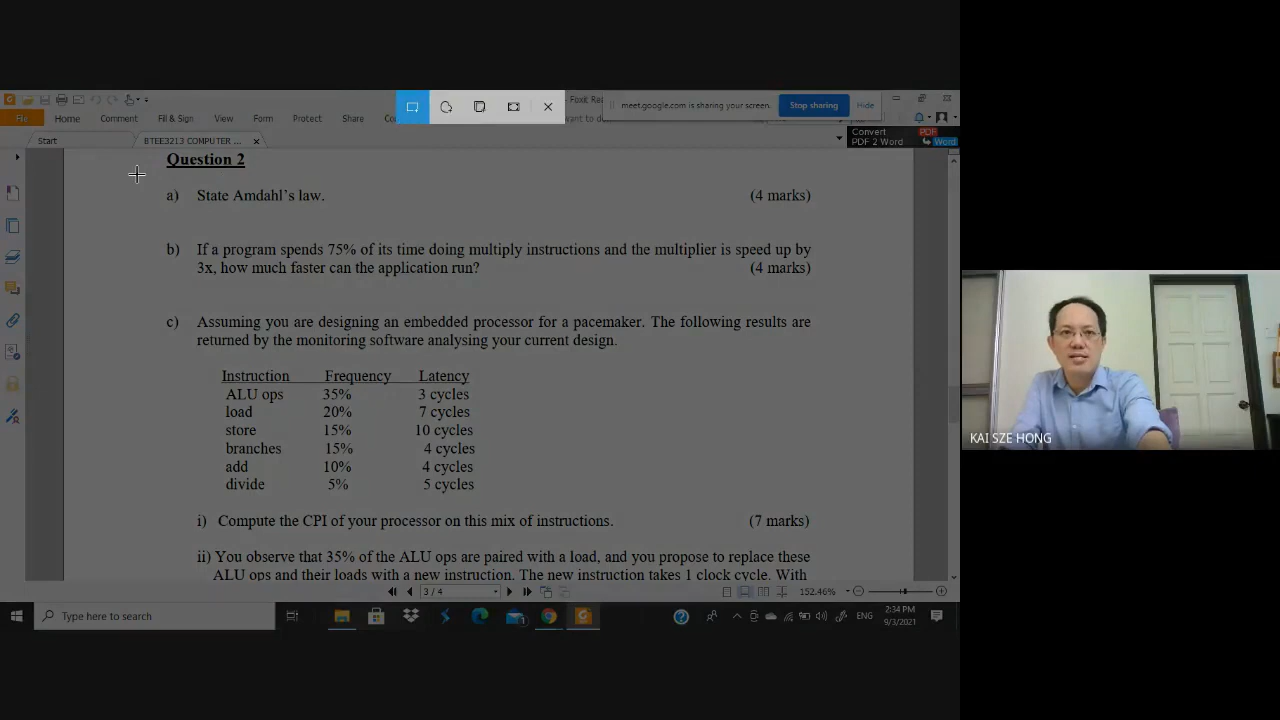 Foxit Rea
meet.google.com is sharing your screen.
Stop sharing
Hide
File
Home
Comment
Fill & Sign
View
Form
Protect
Share
Convert
PDF 2 Word
PDF
Word
Start
BTEE3213 COMPUTER ...
Question 2
a) State Amdahl's law. (4 marks)
b) If a program spends 75% of its time doing multiply instructions and the multiplier is speed up by
3x, how much faster can the application run? (4 marks)
c) Assuming you are designing an embedded processor for a pacemaker. The following results are
returned by the monitoring software analysing your current design.
Instruction Frequency Latency
ALU ops 35% 3 cycles
load 20% 7 cycles
store 15% 10 cycles
branches 15% 4 cycles
add 10% 4 cycles
divide 5% 5 cycles
i) Compute the CPI of your processor on this mix of instructions. (7 marks)
ii) You observe that 35% of the ALU ops are paired with a load, and you propose to replace these
ALU ops and their loads with a new instruction. The new instruction takes 1 clock cycle. With
3 / 4
152.46%
KAI SZE HONG
Type here to search
1
ENG
2:34 PM
9/3/2021